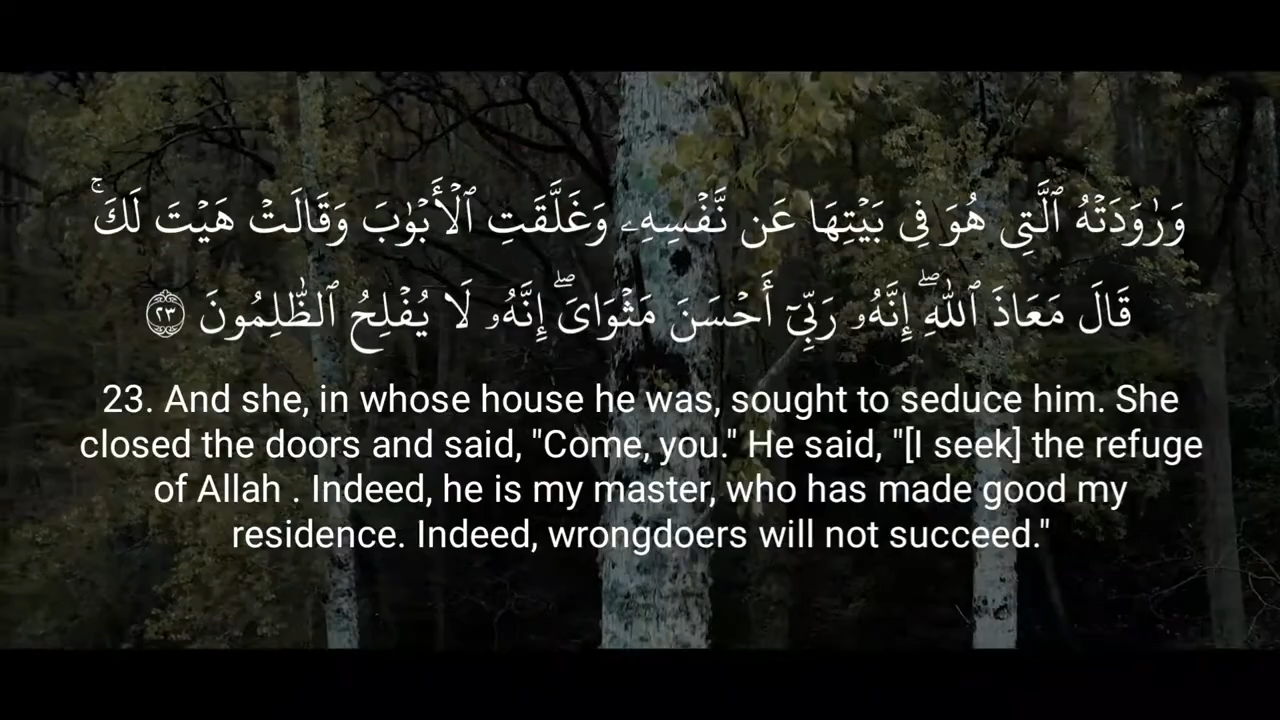 وَرَٰوَدَتْهُ ٱلَّتِى هُوَ فِى بَيْتِهَا عَن نَّفْسِهِۦ وَغَلَّقَتِ ٱلْأَبْوَٰبَ وَقَالَتْ هَيْتَ لَكَ ۚ
قَالَ مَعَاذَ ٱللَّهِ ۖ إِنَّهُۥ رَبِّىٓ أَحْسَنَ مَثْوَاىَ ۖ إِنَّهُۥ لَا يُفْلِحُ ٱلظَّٰلِمُونَ ۝٢٣
23. And she, in whose house he was, sought to seduce him. She
closed the doors and said, "Come, you." He said, "[I seek] the refuge
of Allah . Indeed, he is my master, who has made good my
residence. Indeed, wrongdoers will not succeed."